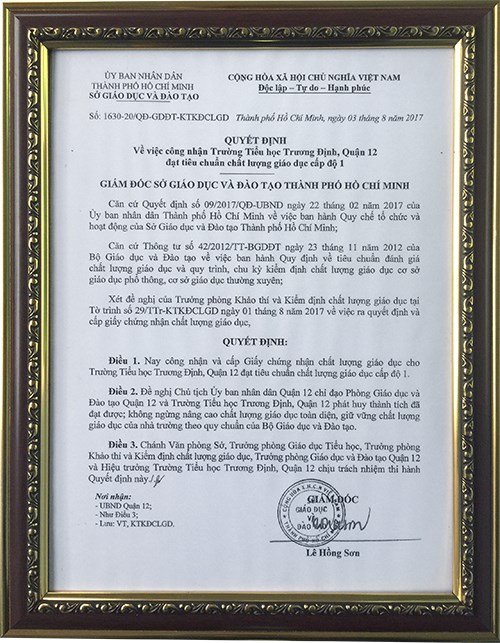 ỦY BAN NHÂN DÂN
THÀNH PHỐ HỒ CHÍ MINH
SỞ GIÁO DỤC VÀ ĐÀO TẠO
CỘNG HÒA XÃ HỘI CHỦ NGHĨA VIỆT NAM
Độc lập – Tự do – Hạnh phúc
Số: 1630-20/QĐ-GDĐT-KTKĐCLGD
Thành phố Hồ Chí Minh, ngày 03 tháng 8 năm 2017
QUYẾT ĐỊNH
Về việc công nhận Trường Tiểu học Trương Định, Quận 12
đạt tiêu chuẩn chất lượng giáo dục cấp độ 1
GIÁM ĐỐC SỞ GIÁO DỤC VÀ ĐÀO TẠO THÀNH PHỐ HỒ CHÍ MINH
Căn cứ Quyết định số 09/2017/QĐ-UBND ngày 22 tháng 02 năm 2017 của
Ủy ban nhân dân Thành phố Hồ Chí Minh về việc ban hành Quy chế tổ chức và
hoạt động của Sở Giáo dục và Đào tạo Thành phố Hồ Chí Minh;
Căn cứ Thông tư số 42/2012/TT-BGDĐT ngày 23 tháng 11 năm 2012 của
Bộ Giáo dục và Đào tạo về việc ban hành Quy định về tiêu chuẩn đánh giá
chất lượng giáo dục và quy trình, chu kỳ kiểm định chất lượng giáo dục cơ sở
giáo dục phổ thông, cơ sở giáo dục thường xuyên;
Xét đề nghị của Trưởng phòng Khảo thí và Kiểm định chất lượng giáo dục tại
Tờ trình số 29/TTr-KTKĐCLGD ngày 01 tháng 8 năm 2017 về việc ra quyết định và
cấp giấy chứng nhận chất lượng giáo dục,
QUYẾT ĐỊNH:
Điều 1. Nay công nhận và cấp Giấy chứng nhận chất lượng giáo dục cho
Trường Tiểu học Trương Định, Quận 12 đạt tiêu chuẩn chất lượng giáo dục cấp độ 1.
Điều 2. Đề nghị Chủ tịch Ủy ban nhân dân Quận 12 chỉ đạo Phòng Giáo dục và
Đào tạo Quận 12 và Trường Tiểu học Trương Định, Quận 12 phát huy thành tích đã
đạt được; không ngừng nâng cao chất lượng giáo dục toàn diện, giữ vững chất lượng
giáo dục của nhà trường theo quy chuẩn của Bộ Giáo dục và Đào tạo.
Điều 3. Chánh Văn phòng Sở, Trưởng phòng Giáo dục Tiểu học, Trưởng phòng
Khảo thí và Kiểm định chất lượng giáo dục, Trưởng phòng Giáo dục và Đào tạo Quận 12
và Hiệu trưởng Trường Tiểu học Trương Định, Quận 12 chịu trách nhiệm thi hành
Quyết định này./.
Nơi nhận:
- UBND Quận 12;
- Như Điều 3;
- Lưu: VT, KTKĐCLGD.
GIÁM ĐỐC
SỞ
GIÁO DỤC
VÀ
ĐÀO
Lê Hồng Sơn